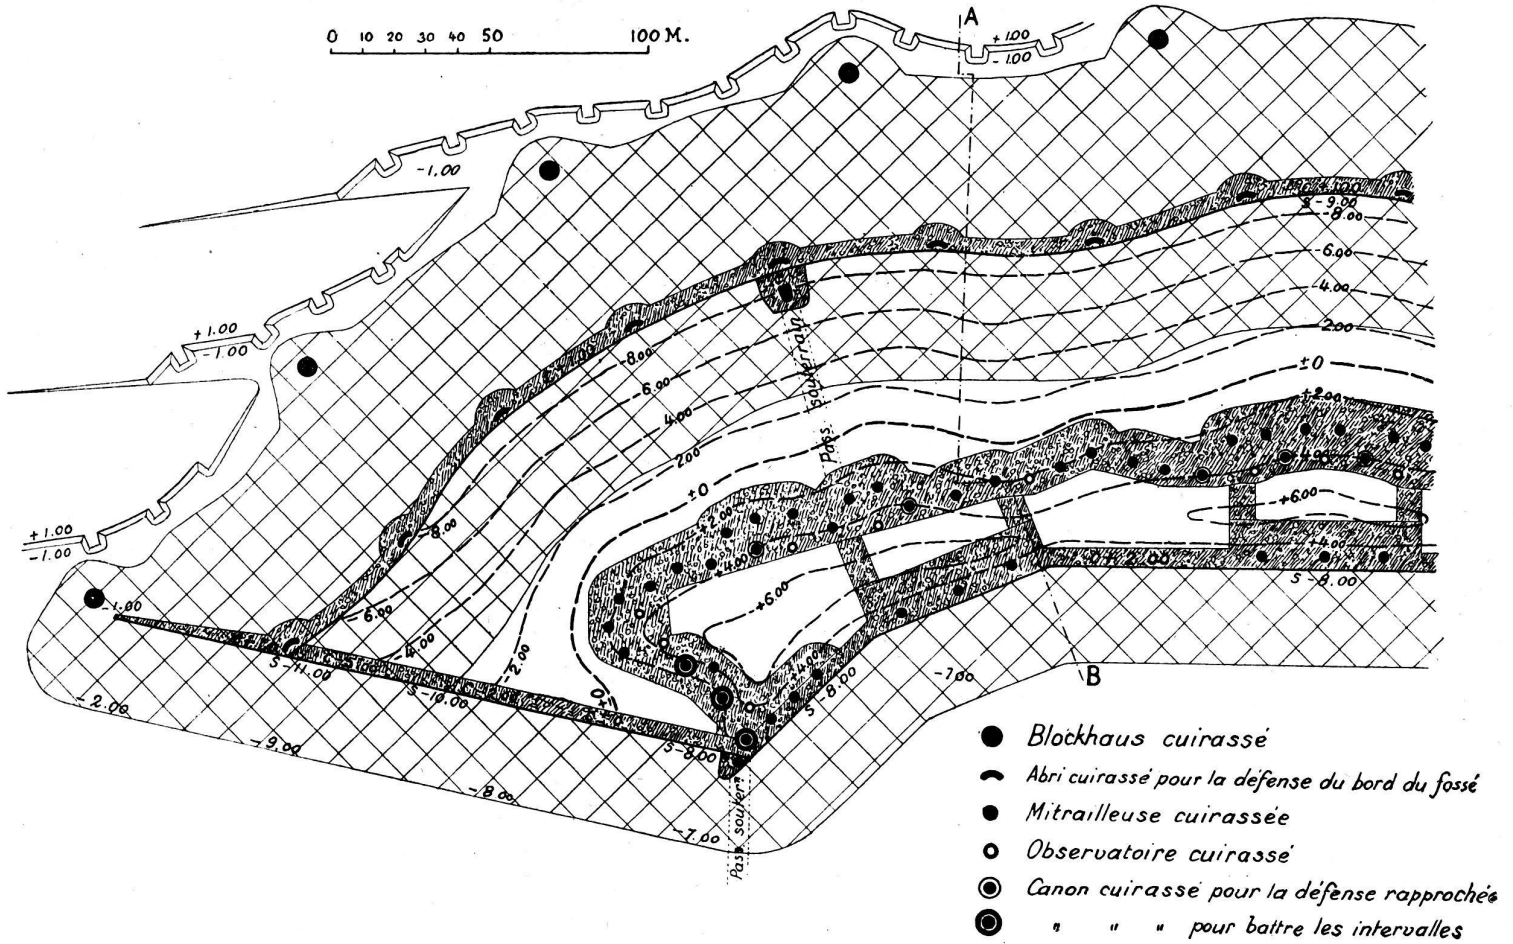 A
0 10 20 30 40 50 100 M.
+1.00
-1.00
-1.00
+1.00
-1.00
+1.00
-1.00
-1.00
S-9.00
-8.00
-6.00
-4.00
-2.00
±0
+2.00
+4.00
+6.00
+4.00
+2.00
S-8.00
Pass souterrain
-8.00
-6.00
-4.00
-2.00
±0
+2.00
+4.00
+6.00
+4.00
-8.00
-6.00
-4.00
-2.00
±0
S-11.00
S-10.00
S-8.00
S-8.00
-7.00
B
-2.00
-9.00
-8.00
-7.00
Pass soutern
Blockhaus cuirassé
Abri cuirassé pour la défense du bord du fossé
Mitrailleuse cuirassée
Observatoire cuirassé
Canon cuirassé pour la défense rapprochée
" " " pour battre les intervalles